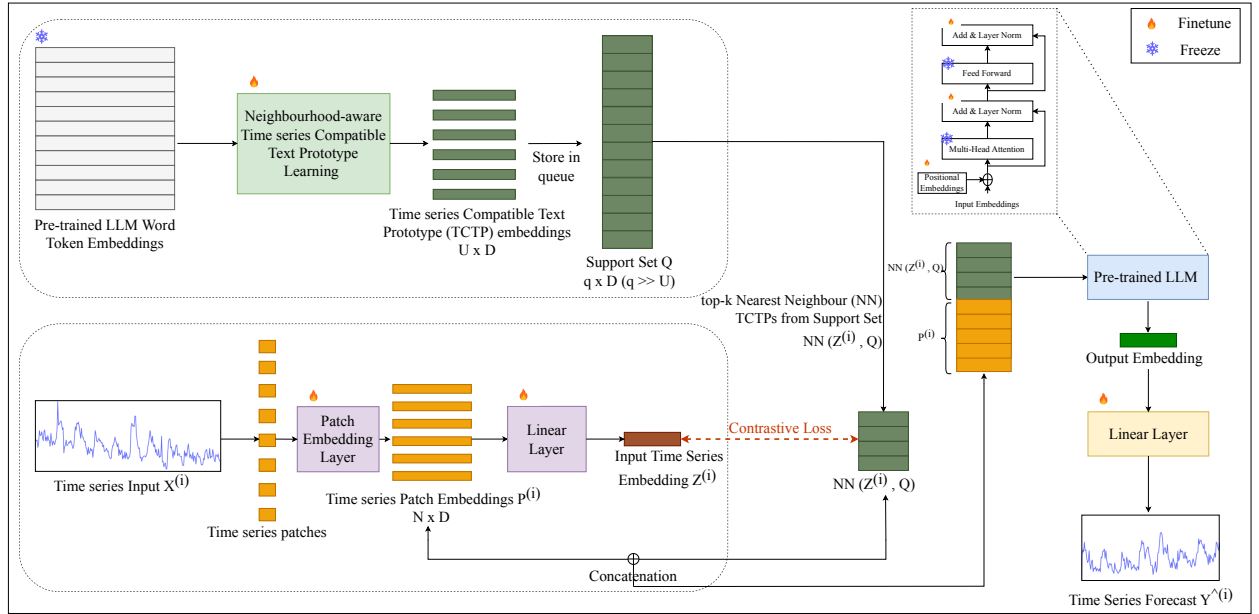 Neighbourhood-aware
Time series Compatible
Text Prototype
Learning
Pre-trained LLM Word
Token Embeddings
Time series Compatible Text
Prototype (TCTP) embeddings
U x D
Store in
queue
Support Set Q
q x D (q >> U)
top-k Nearest Neighbour (NN)
TCTPs from Support Set
NN (Z^(i) , Q)
Add & Layer Norm
Feed Forward
Add & Layer Norm
Multi-Head Attention
Positional
Embeddings
Input Embeddings
Finetune
Freeze
NN (Z^(i) , Q)
P^(i)
Pre-trained LLM
Output Embedding
Linear Layer
Time Series Forecast Y^^(i)
Time series Input X^(i)
Time series patches
Patch
Embedding
Layer
Time series Patch Embeddings P^(i)
N x D
Linear
Layer
Input Time Series
Embedding Z^(i)
Contrastive Loss
NN (Z^(i) , Q)
Concatenation